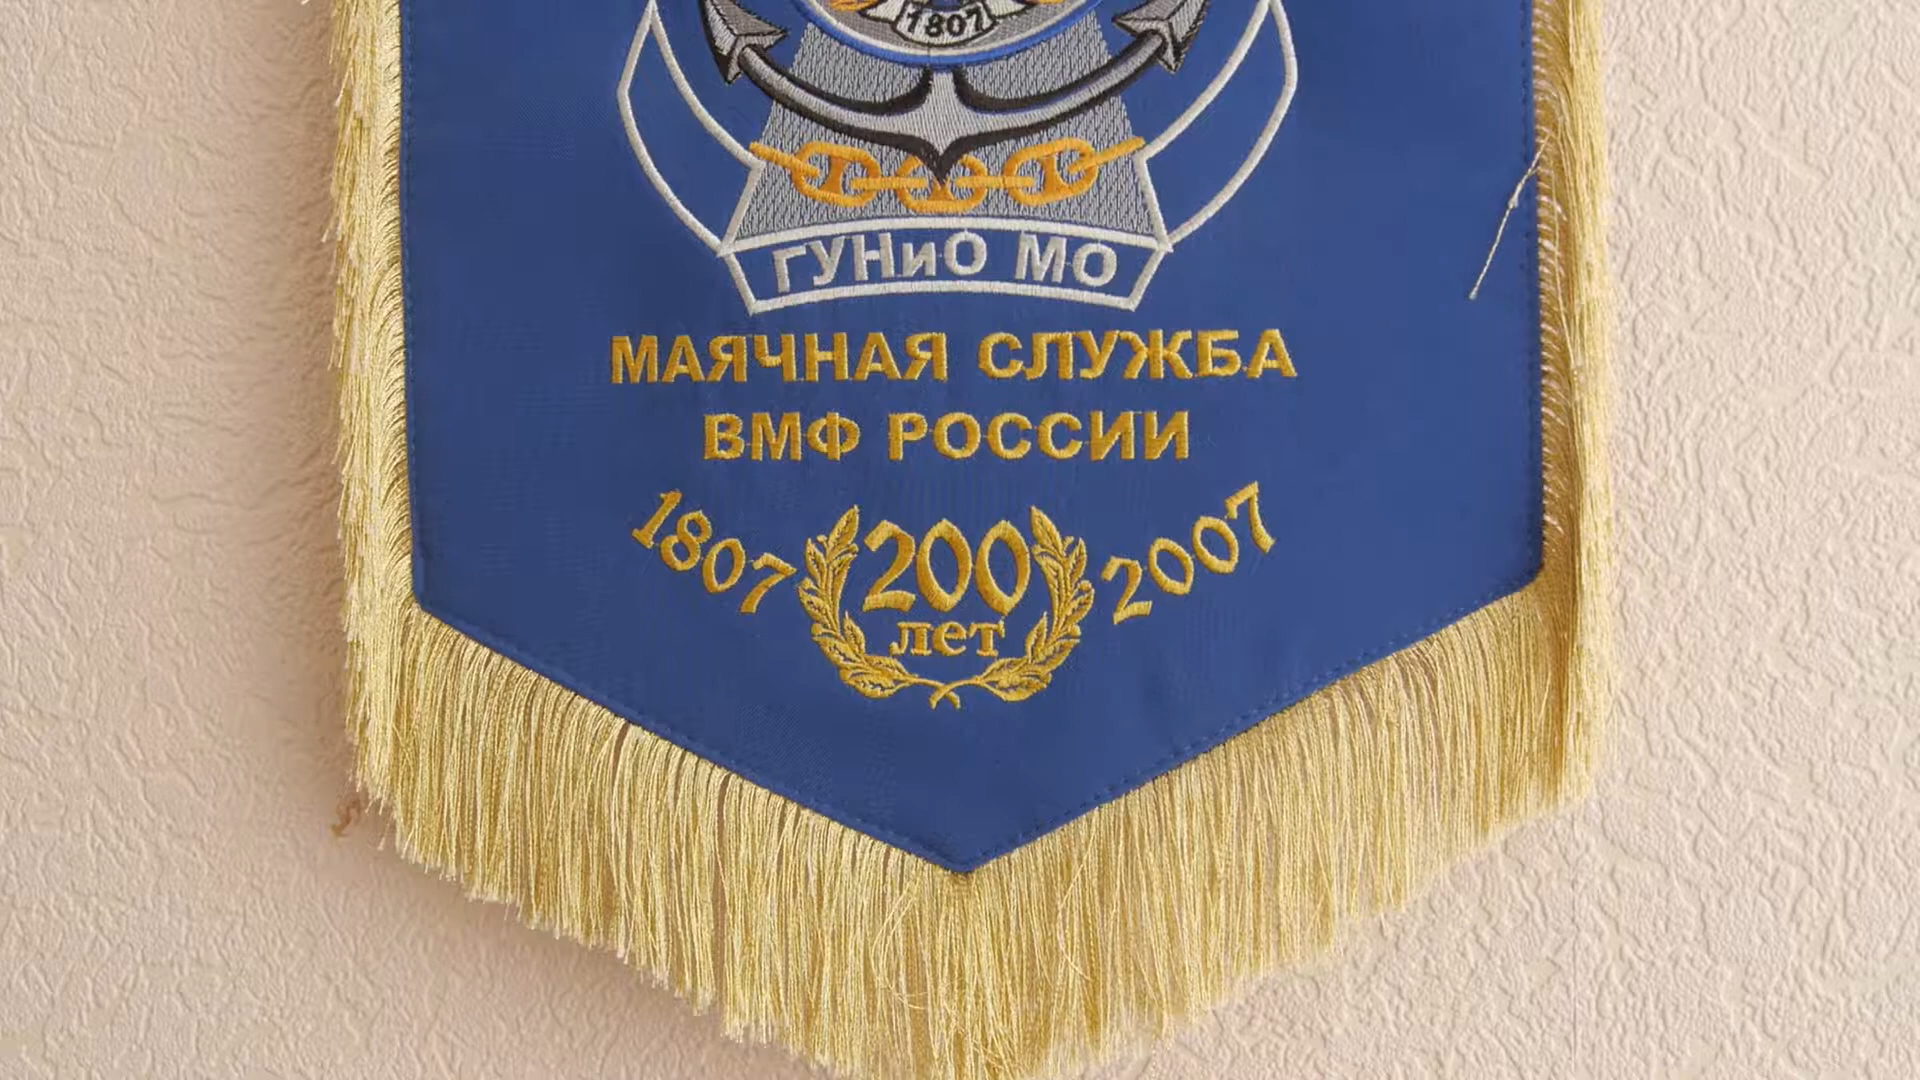 1807
ГУНиО МО
МАЯЧНАЯ СЛУЖБА
ВМФ РОССИИ
1807 200 2007
лет